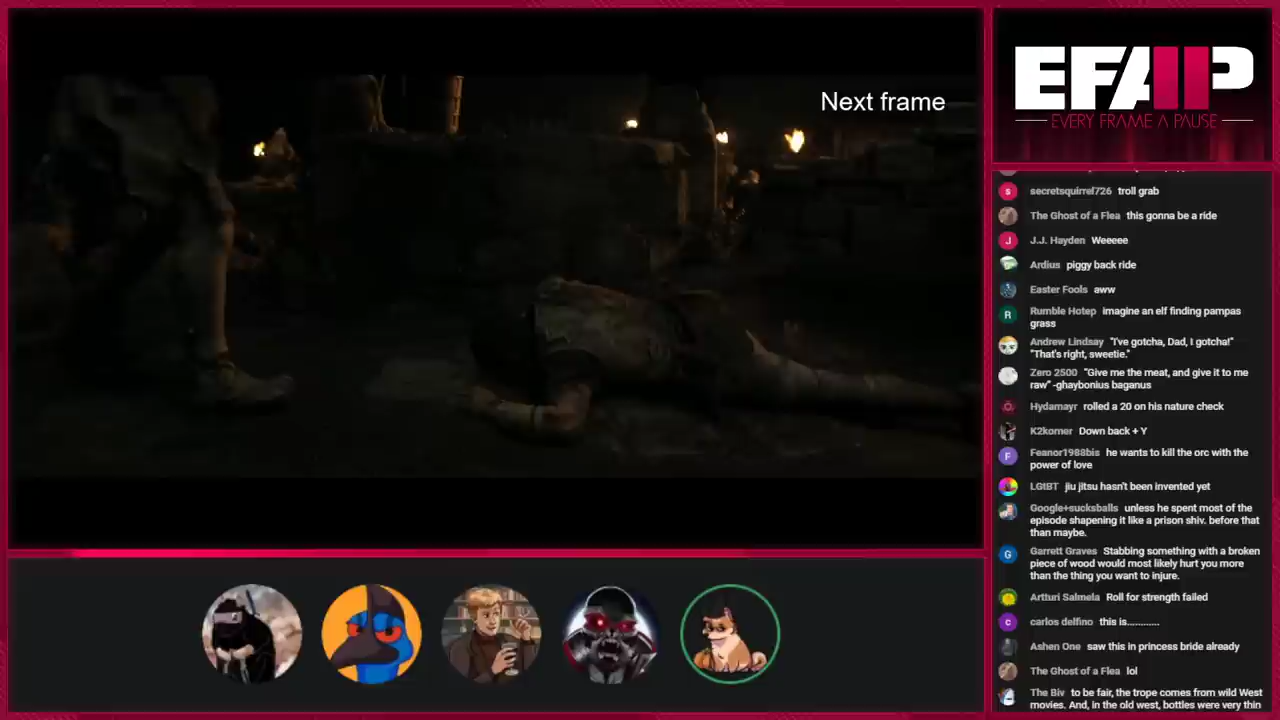 Next frame
EFAP
EVERY FRAME A PAUSE
secretsquirrel726 troll grab
The Ghost of a Flea this gonna be a ride
J.J. Hayden Weeeee
Ardius piggy back ride
Easter Fools aww
Rumble Hotep imagine an elf finding pampas
grass
Andrew Lindsay "I've gotcha, Dad, I gotcha!"
"That's right, sweetie."
Zero 2500 "Give me the meat, and give it to me
raw" -ghaybonius baganus
Hydamayr rolled a 20 on his nature check
K2korner Down back + Y
Feanor1988bis he wants to kill the orc with the
power of love
LGtBT jiu jitsu hasn't been invented yet
Google+sucksballs unless he spent most of the
episode shapening it like a prison shiv. before that
than maybe.
Garrett Graves Stabbing something with a broken
piece of wood would most likely hurt you more
than the thing you want to injure.
Artturi Salmela Roll for strength failed
carlos delfino this is............
Ashen One saw this in princess bride already
The Ghost of a Flea lol
The Biv to be fair, the trope comes from wild West
movies. And, in the old west, bottles were very thin